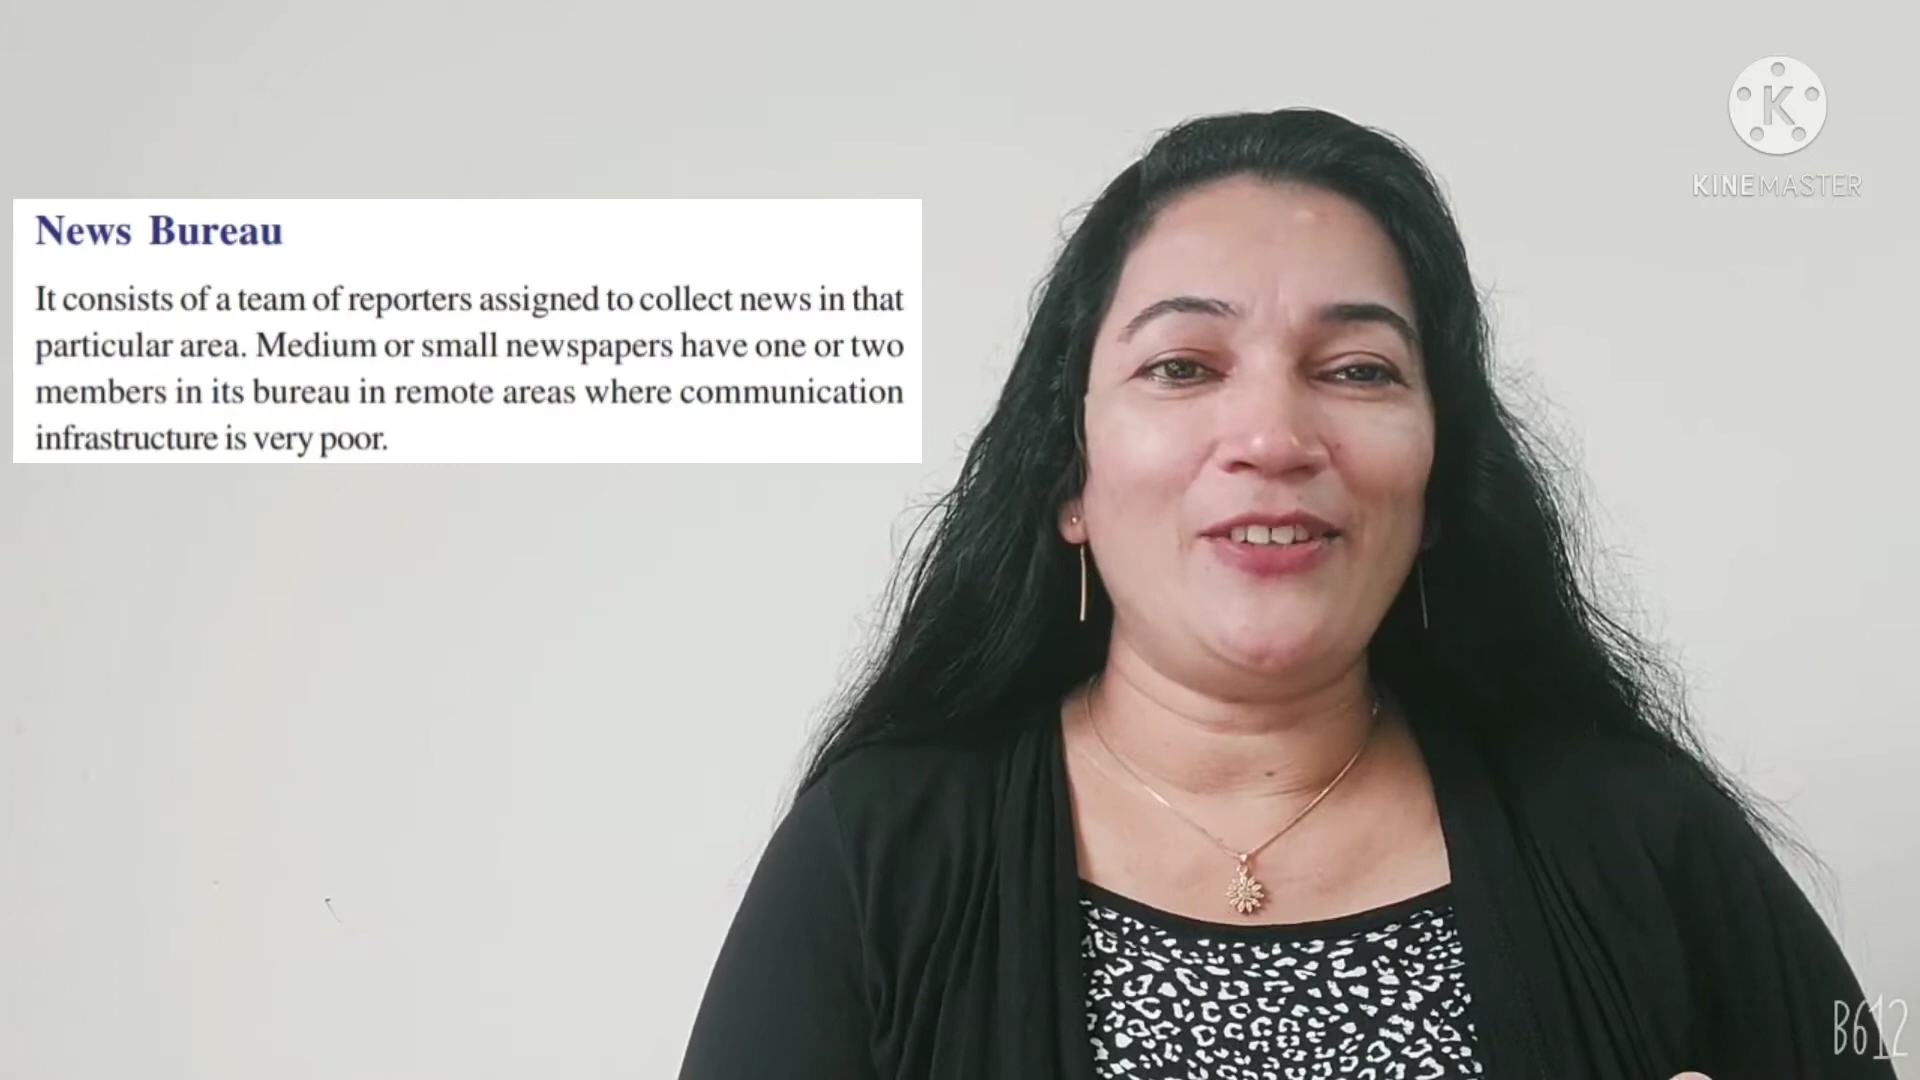 News Bureau
It consists of a team of reporters assigned to collect news in that
particular area. Medium or small newspapers have one or two
members in its bureau in remote areas where communication
infrastructure is very poor.
K
KINEMASTER
B612